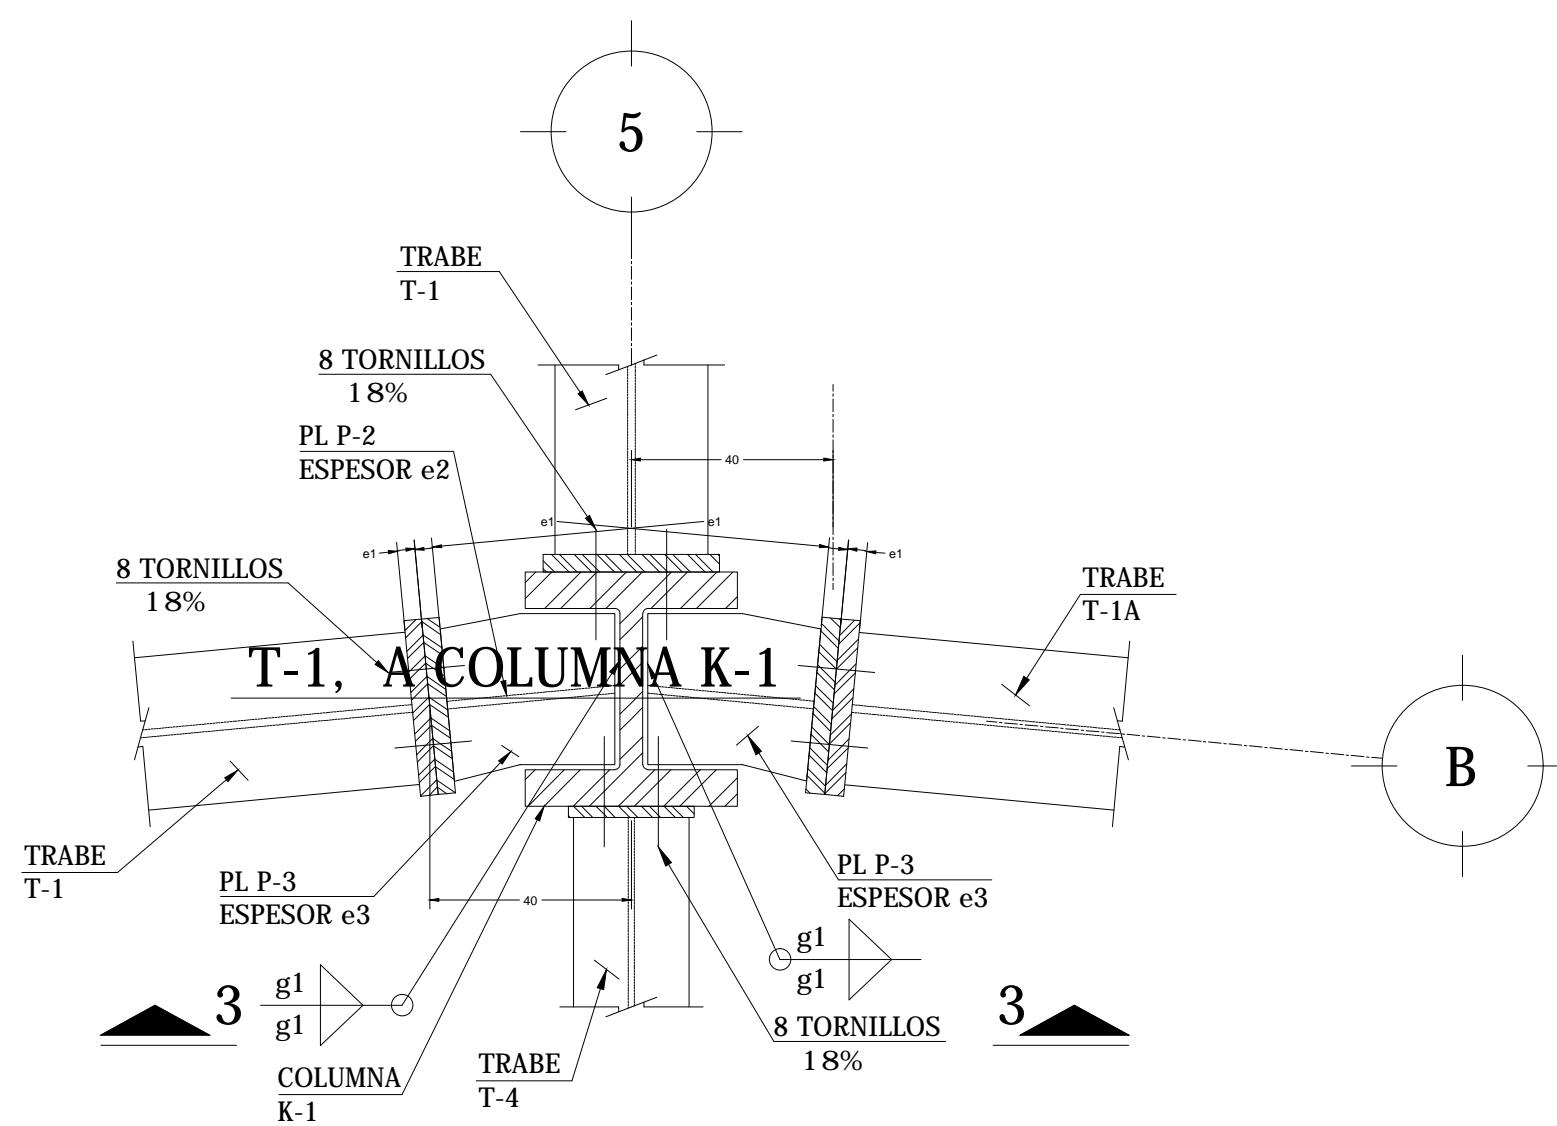 5
TRABE
T-1
8 TORNILLOS
18%
PL P-2
ESPESOR e2
40
e1
e1
e1
e1
8 TORNILLOS
18%
TRABE
T-1A
T-1, A COLUMNA K-1
B
TRABE
T-1
PL P-3
ESPESOR e3
40
PL P-3
ESPESOR e3
g1
g1
3
g1
g1
3
8 TORNILLOS
18%
COLUMNA
K-1
TRABE
T-4